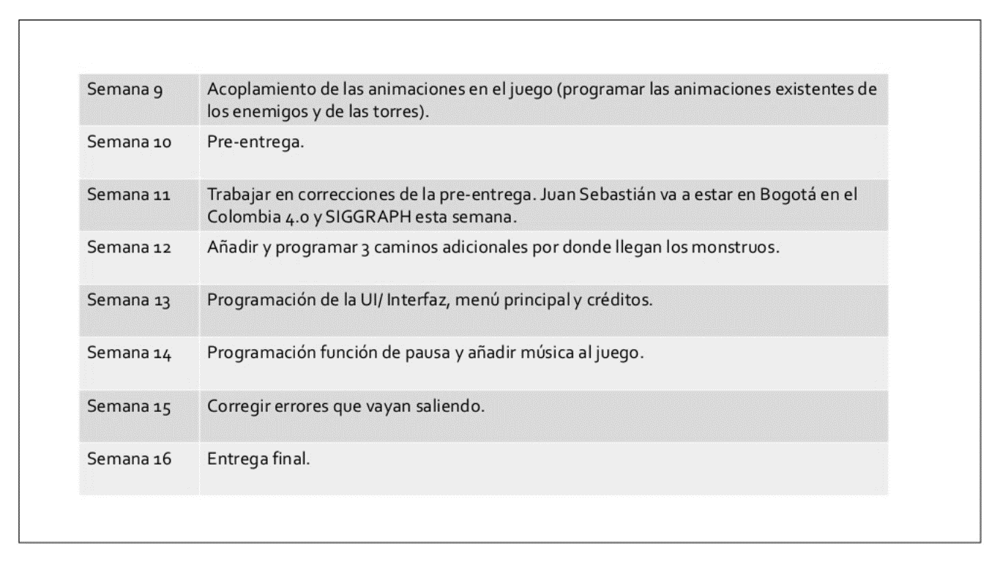 Semana 9
Acoplamiento de las animaciones en el juego (programar las animaciones existentes de
los enemigos y de las torres).
Semana 10
Pre-entrega.
Semana 11
Trabajar en correcciones de la pre-entrega. Juan Sebastián va a estar en Bogotá en el
Colombia 4.0 y SIGGRAPH esta semana.
Semana 12
Añadir y programar 3 caminos adicionales por donde llegan los monstruos.
Semana 13
Programación de la UI/ Interfaz, menú principal y créditos.
Semana 14
Programación función de pausa y añadir música al juego.
Semana 15
Corregir errores que vayan saliendo.
Semana 16
Entrega final.